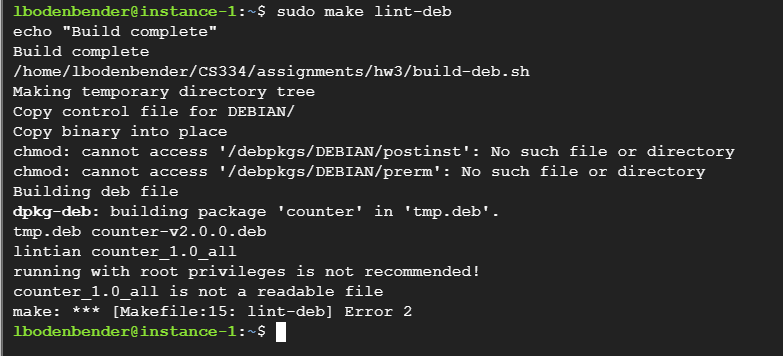 lbodenbender@instance-1:~$ sudo make lint-deb
echo "Build complete"
Build complete
/home/lbodenbender/CS334/assignments/hw3/build-deb.sh
Making temporary directory tree
Copy control file for DEBIAN/
Copy binary into place
chmod: cannot access '/debpkgs/DEBIAN/postinst': No such file or directory
chmod: cannot access '/debpkgs/DEBIAN/prerm': No such file or directory
Building deb file
dpkg-deb: building package 'counter' in 'tmp.deb'.
tmp.deb counter-v2.0.0.deb
lintian counter_1.0_all
running with root privileges is not recommended!
counter_1.0_all is not a readable file
make: *** [Makefile:15: lint-deb] Error 2
lbodenbender@instance-1:~$